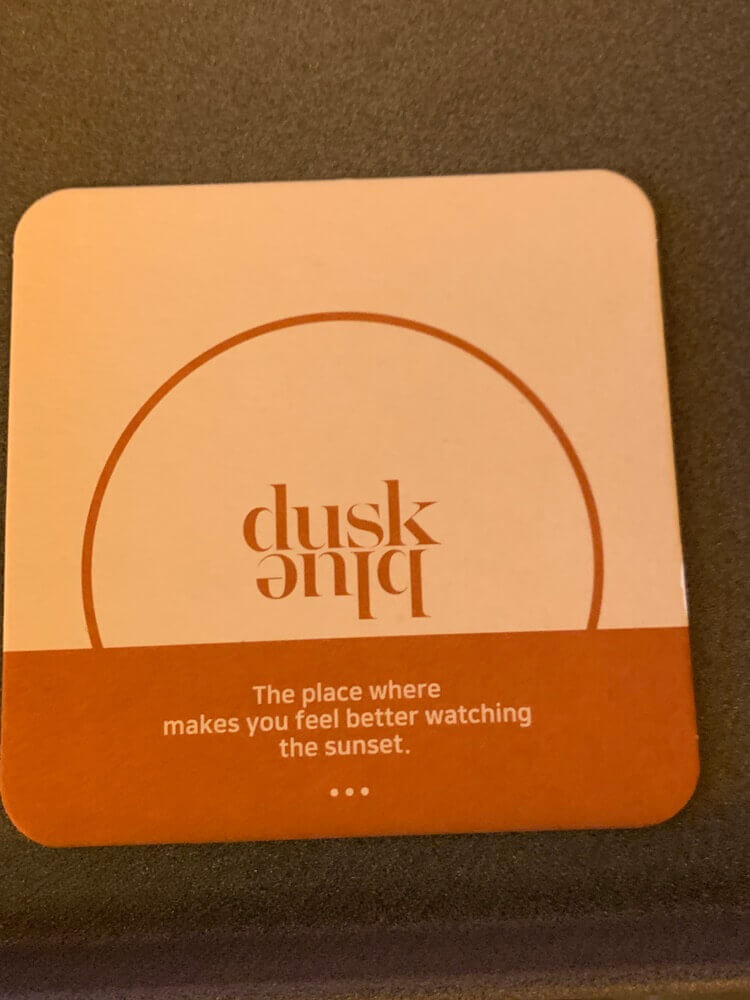 dusk
blue
The place where
makes you feel better watching
the sunset.
...